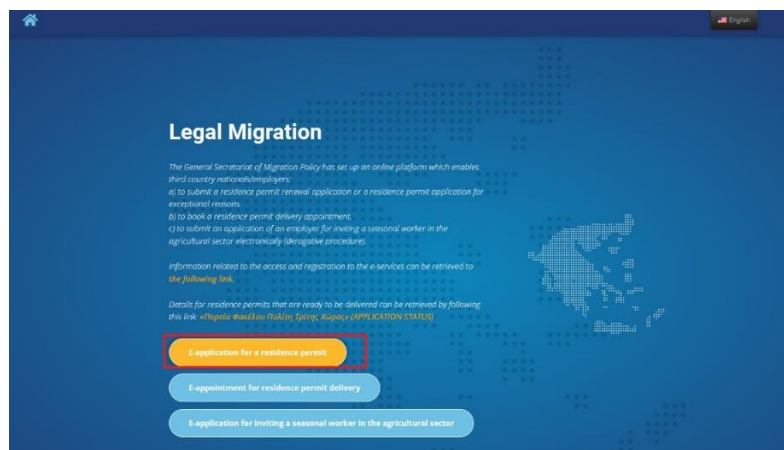 English
Legal Migration
The General Secretariat of Migration Policy has set up an online platform which enables
third country nationals/employers:
a) to submit a residence permit renewal application or a residence permit application for
exceptional reasons,
b) to book a residence permit delivery appointment,
c) to submit an application of an employer for inviting a seasonal worker in the
agricultural sector electronically (derogative procedure).
Information related to the access and registration to the e-services can be retrieved to
the following link.
Details for residence permits that are ready to be delivered can be retrieved by following
this link: «Πορεία Φακέλου Πολίτη Τρίτης Χώρας» (APPLICATION STATUS)
E-application for a residence permit
E-appointment for residence permit delivery
E-application for inviting a seasonal worker in the agricultural sector